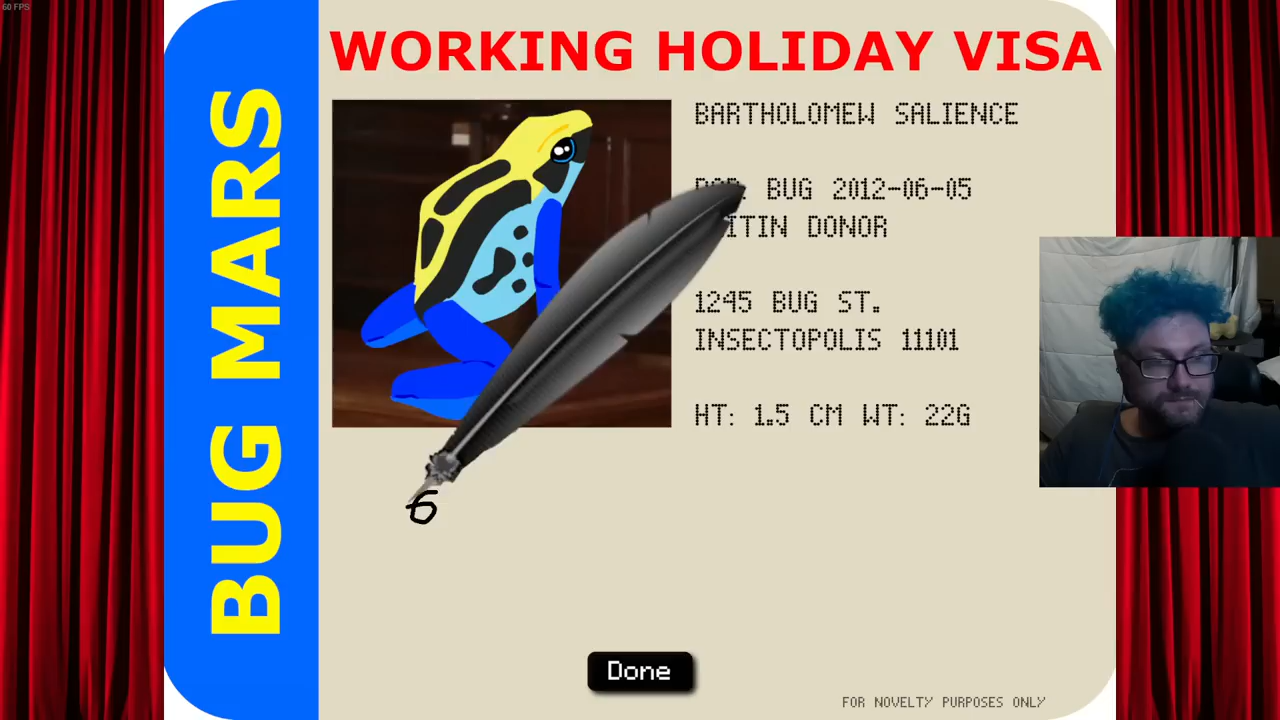 60 FPS
WORKING HOLIDAY VISA
BUG MARS
BARTHOLOMEW SALIENCE
BUG 2012-06-05
DONOR
1245 BUG ST.
INSECTOPOLIS 11101
HT: 1.5 CM WT: 22G
6
Done
FOR NOVELTY PURPOSES ONLY